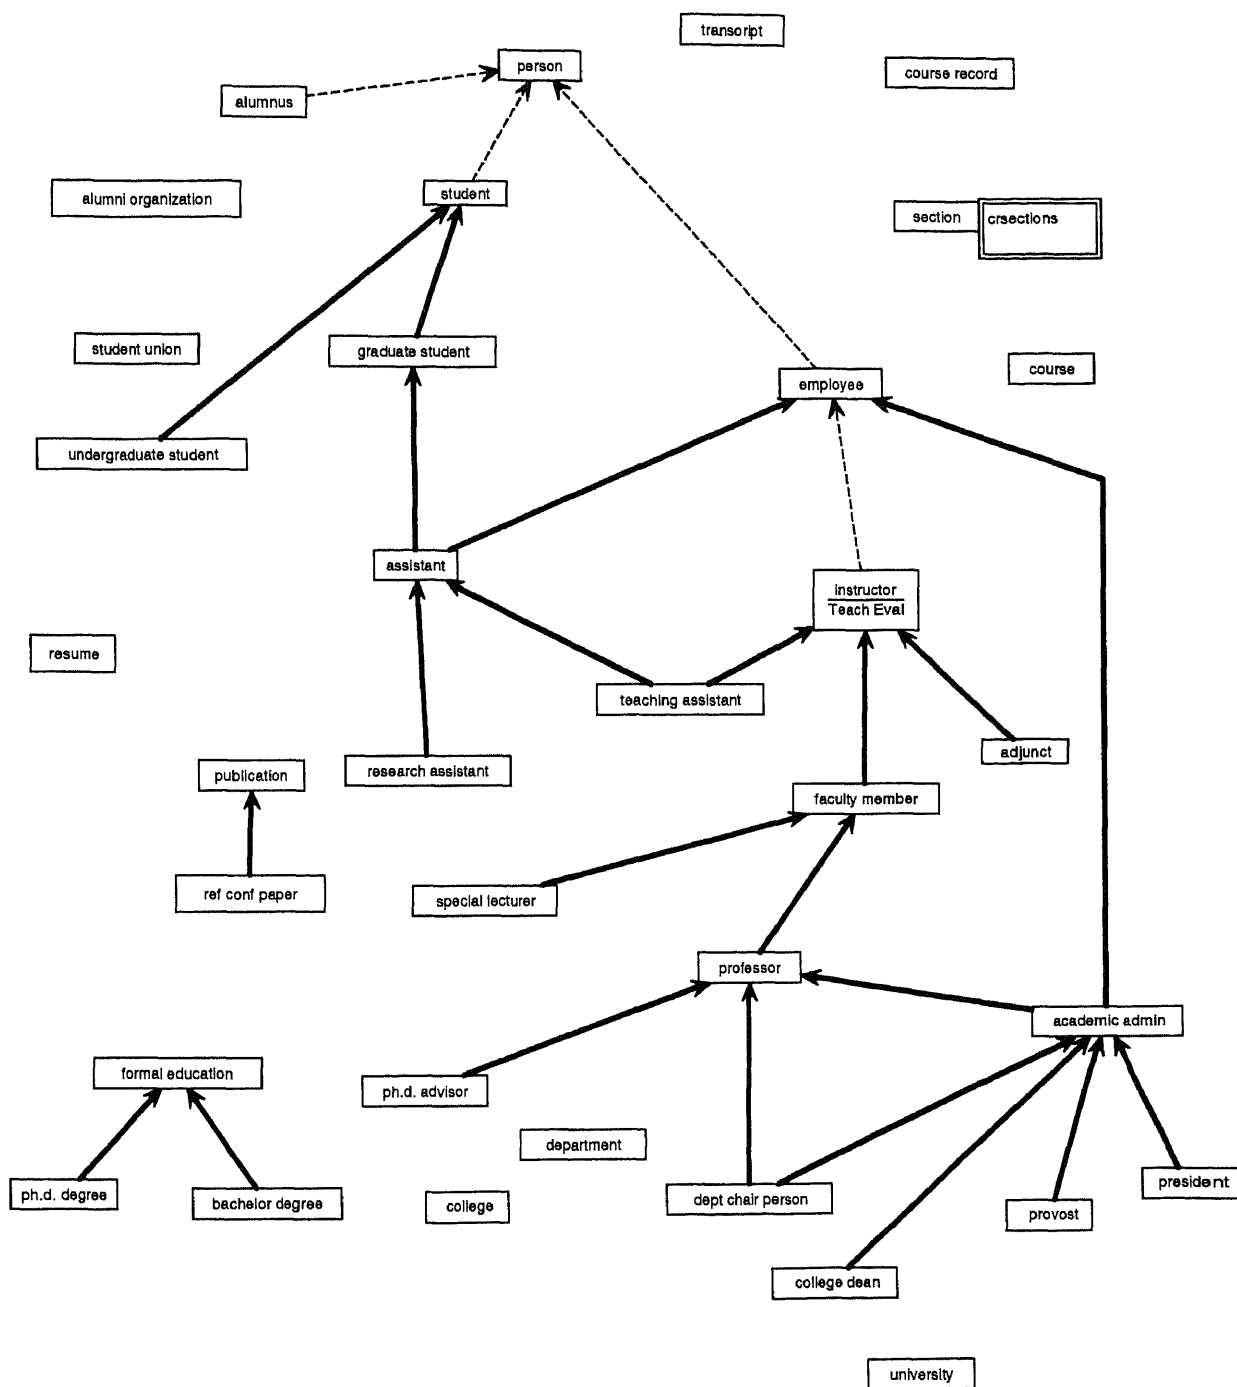 transcript
person
course record
alumnus
student
alumni organization
section
crsections
student union
graduate student
course
employee
undergraduate student
assistant
instructor
Teach Eval
resume
teaching assistant
adjunct
publication
research assistant
faculty member
ref conf paper
special lecturer
professor
academic admin
formal education
ph.d. advisor
department
president
ph.d. degree
bachelor degree
college
dept chair person
provost
college dean
university